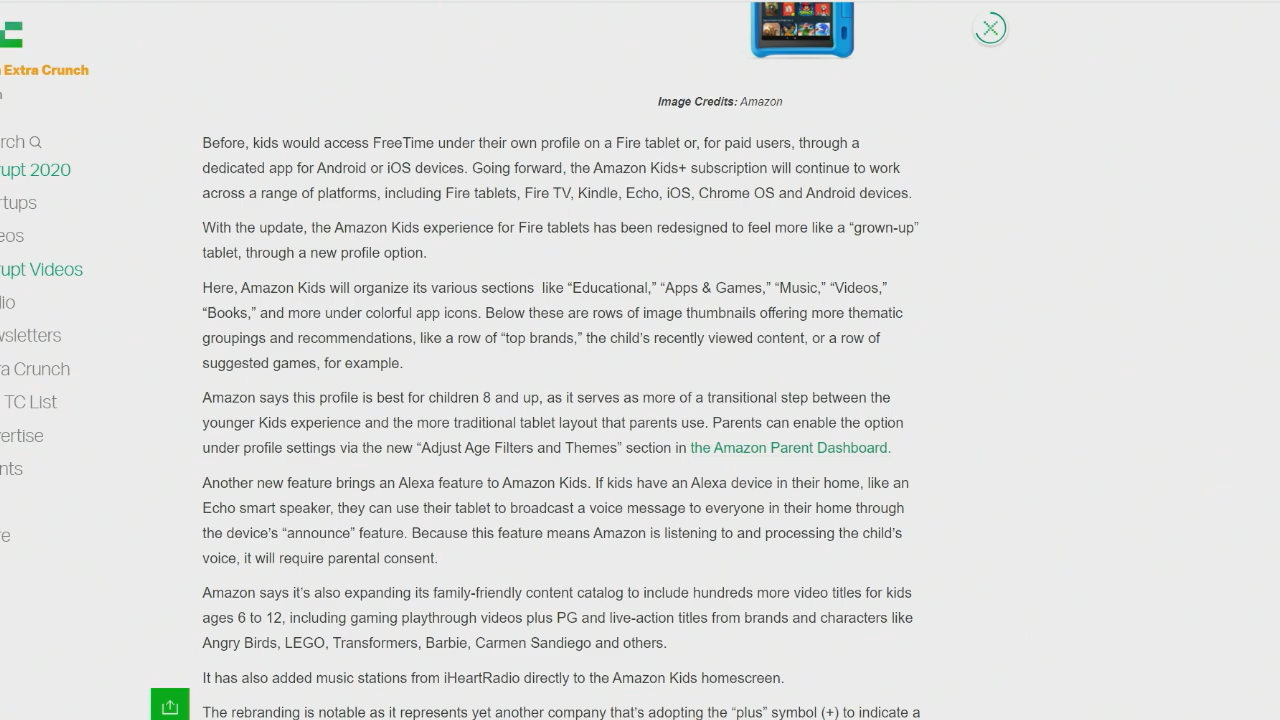 Extra Crunch
Image Credits: Amazon
rch
rupt 2020
rtups
eos
rupt Videos
lio
wsletters
ra Crunch
TC List
vertise
nts
re
Before, kids would access FreeTime under their own profile on a Fire tablet or, for paid users, through a
dedicated app for Android or iOS devices. Going forward, the Amazon Kids+ subscription will continue to work
across a range of platforms, including Fire tablets, Fire TV, Kindle, Echo, iOS, Chrome OS and Android devices.
With the update, the Amazon Kids experience for Fire tablets has been redesigned to feel more like a “grown-up”
tablet, through a new profile option.
Here, Amazon Kids will organize its various sections like “Educational,” “Apps & Games,” “Music,” “Videos,”
“Books,” and more under colorful app icons. Below these are rows of image thumbnails offering more thematic
groupings and recommendations, like a row of “top brands,” the child’s recently viewed content, or a row of
suggested games, for example.
Amazon says this profile is best for children 8 and up, as it serves as more of a transitional step between the
younger Kids experience and the more traditional tablet layout that parents use. Parents can enable the option
under profile settings via the new “Adjust Age Filters and Themes” section in the Amazon Parent Dashboard.
Another new feature brings an Alexa feature to Amazon Kids. If kids have an Alexa device in their home, like an
Echo smart speaker, they can use their tablet to broadcast a voice message to everyone in their home through
the device’s “announce” feature. Because this feature means Amazon is listening to and processing the child’s
voice, it will require parental consent.
Amazon says it’s also expanding its family-friendly content catalog to include hundreds more video titles for kids
ages 6 to 12, including gaming playthrough videos plus PG and live-action titles from brands and characters like
Angry Birds, LEGO, Transformers, Barbie, Carmen Sandiego and others.
It has also added music stations from iHeartRadio directly to the Amazon Kids homescreen.
The rebranding is notable as it represents yet another company that’s adopting the “plus” symbol (+) to indicate a